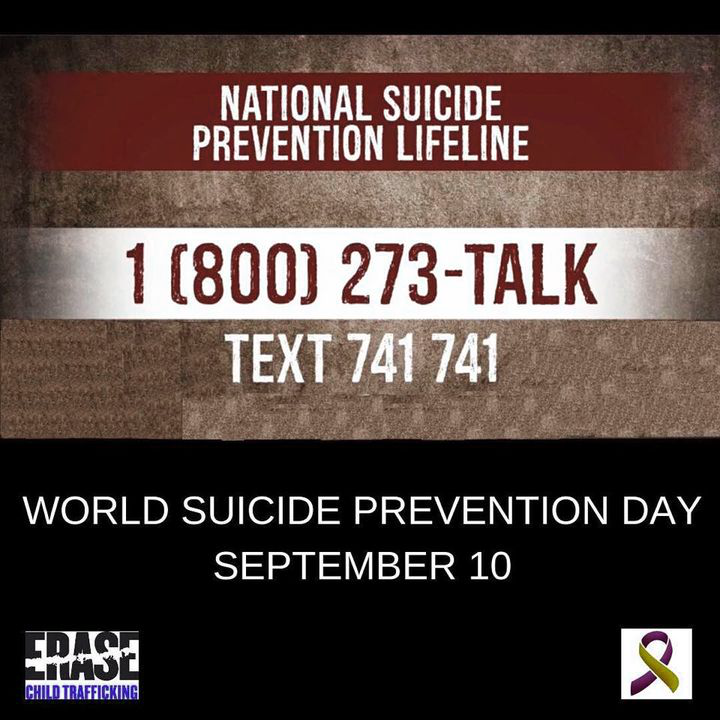 NATIONAL SUICIDE
PREVENTION LIFELINE
1 (800) 273-TALK
TEXT 741 741
WORLD SUICIDE PREVENTION DAY
SEPTEMBER 10
ERASE
CHILD TRAFFICKING